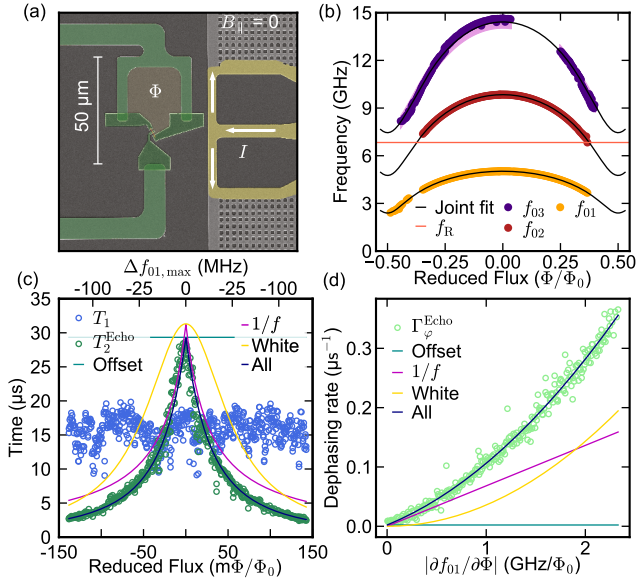 (a)
B∥ = 0
50 μm
Φ
I
(b)
15
12
9
6
3
0
Frequency (GHz)
Joint fit
f03
f01
fR
f02
−0.50
−0.25
0.00
0.25
0.50
Reduced Flux (Φ/Φ0)
(c)
Δf01,max (MHz)
-100
0
-100
35
30
25
20
15
10
5
0
Time (μs)
T1
T2Echo
Offset
1/f
White
All
-150
-100
-50
0
50
100
150
Reduced Flux (mΦ/Φ0)
(d)
0.4
0.3
0.2
0.1
0.0
Dephasing rate (μs−1)
ΓφEcho
Offset
1/f
White
All
0
1
2
|∂f01/∂Φ| (GHz/Φ0)